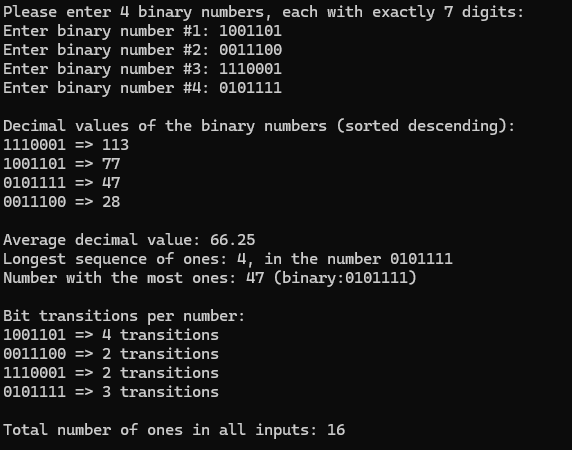 Please enter 4 binary numbers, each with exactly 7 digits:
Enter binary number #1: 1001101
Enter binary number #2: 0011100
Enter binary number #3: 1110001
Enter binary number #4: 0101111
Decimal values of the binary numbers (sorted descending):
1110001 => 113
1001101 => 77
0101111 => 47
0011100 => 28
Average decimal value: 66.25
Longest sequence of ones: 4, in the number 0101111
Number with the most ones: 47 (binary:0101111)
Bit transitions per number:
1001101 => 4 transitions
0011100 => 2 transitions
1110001 => 2 transitions
0101111 => 3 transitions
Total number of ones in all inputs: 16